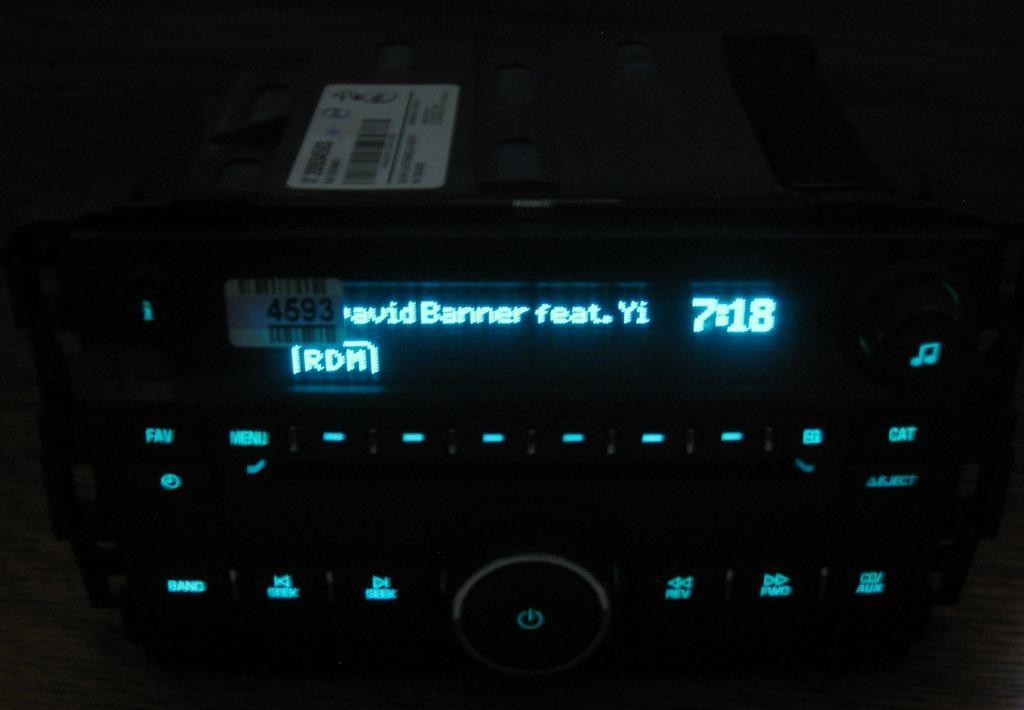 4593
avid Banner feat. Yi
7:18
RDM
i
FAV
MENU
EQ
CAT
EJECT
BAND
SEEK
SEEK
REV
FWD
CD/
AUX